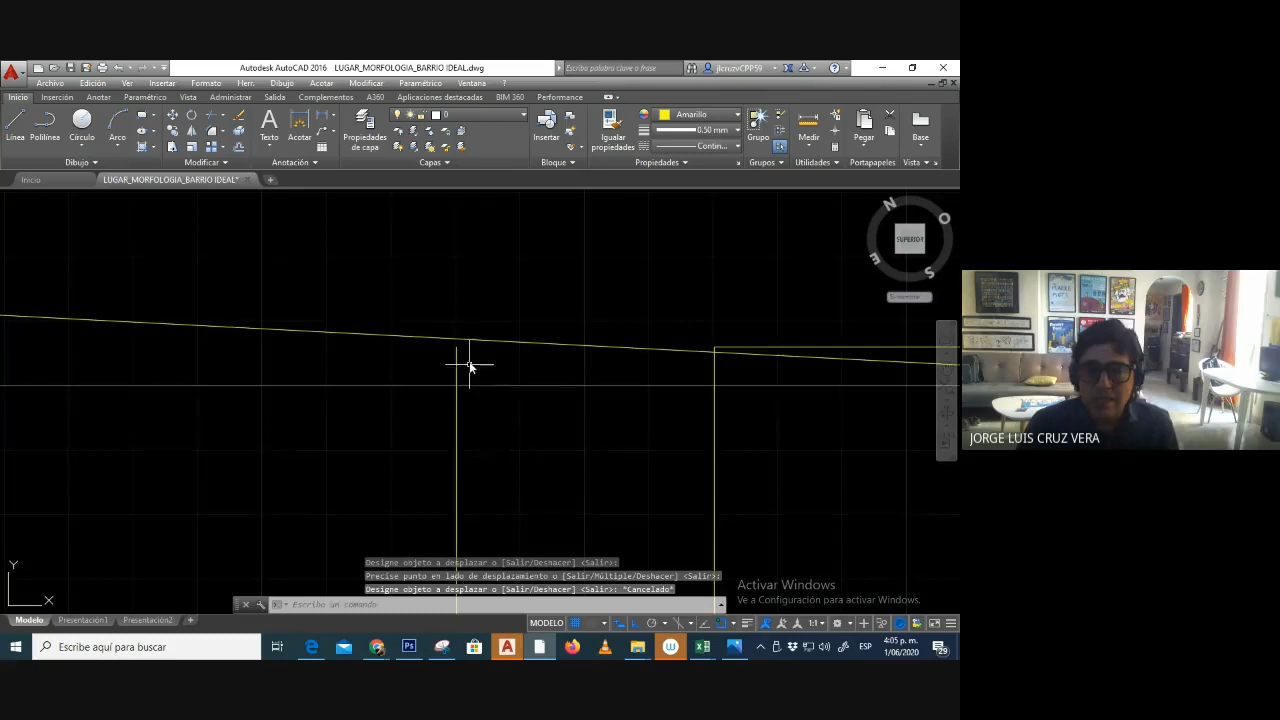 Autodesk AutoCAD 2016 LUGAR_MORFOLOGIA_BARRIO IDEAL.dwg
Escriba palabra clave o frase
jlcruzvCPP59
Archivo Edición Ver Insertar Formato Herr. Dibujo Acotar Modificar Paramétrico Ventana ?
Inicio Inserción Anotar Paramétrico Vista Administrar Salida Complementos A360 Aplicaciones destacadas BIM 360 Performance
0
Amarillo
0.50 mm
Contin...
Línea Polilínea Círculo Arco
Texto Acotar
Propiedades de capa
Insertar
Igualar propiedades
Grupo
Medir
Pegar
Base
Dibujo Modificar Anotación Capas Bloque Propiedades Grupos Utilidades Portapapeles Vista
Inicio LUGAR_MORFOLOGIA_BARRIO IDEAL*
N
O
SUPERIOR
E
S
JORGE LUIS CRUZ VERA
Designe objeto a desplazar o [Salir/Deshacer] <Salir>:
Precise punto en lado de desplazamiento o [Salir/Múltiple/Deshacer] <Salir>:
Designe objeto a desplazar o [Salir/Deshacer] <Salir>: *Cancelado*
Escriba un comando
Y
X
Activar Windows
Ve a Configuración para activar Windows.
Modelo Presentación1 Presentación2
MODELO
1:1
Escribe aquí para buscar
ESP
4:05 p. m.
1/06/2020
29